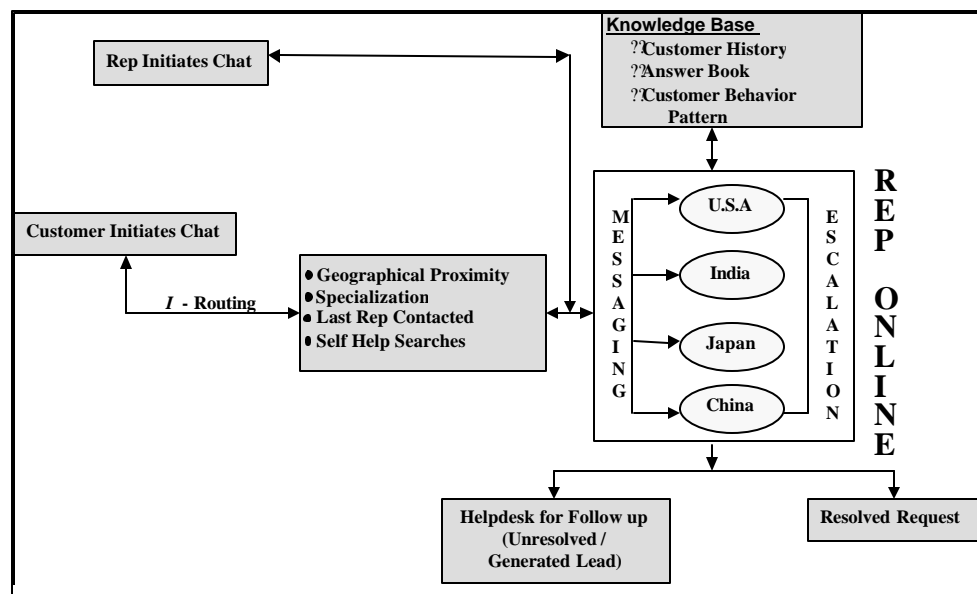 Knowledge Base
??Customer History
??Answer Book
??Customer Behavior
Pattern
Rep Initiates Chat
Customer Initiates Chat
I - Routing
• Geographical Proximity
• Specialization
• Last Rep Contacted
• Self Help Searches
MESSAGING
U.S.A
India
Japan
China
ESCALATION
REP ONLINE
Helpdesk for Follow up
(Unresolved /
Generated Lead)
Resolved Request